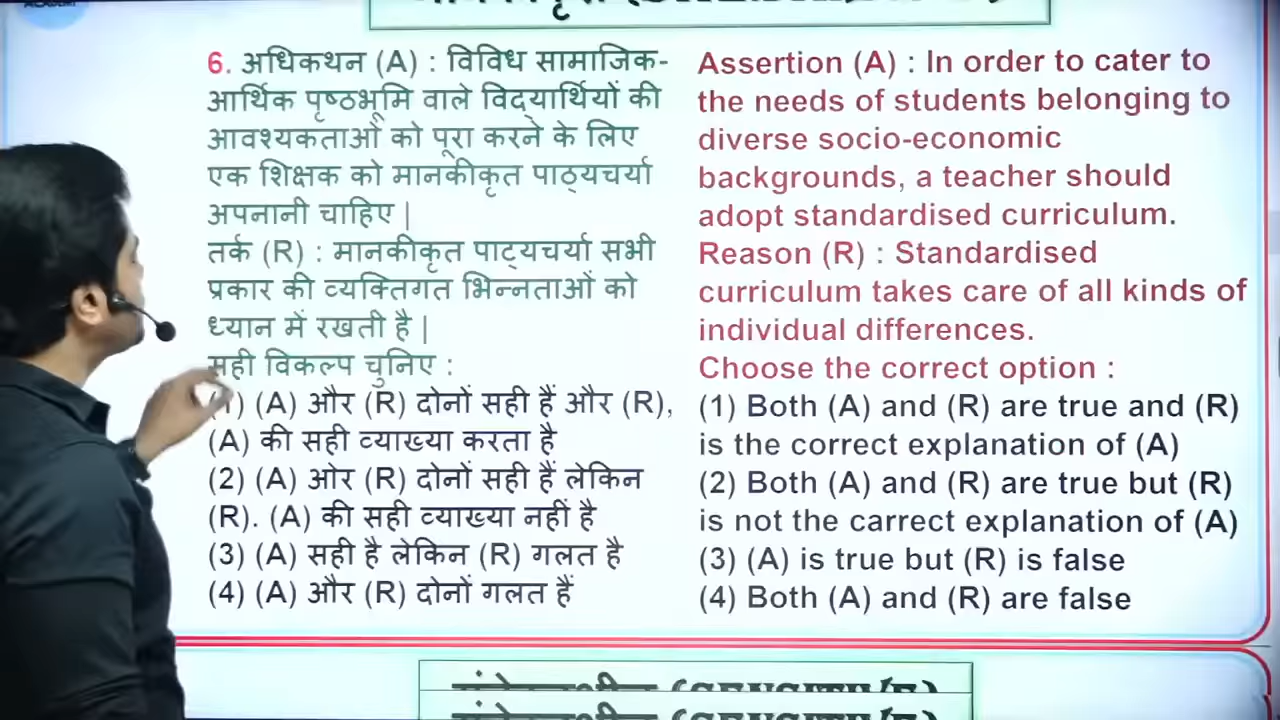 6. अधिकथन (A) : विविध सामाजिक-
आर्थिक पृष्ठभूमि वाले विद्यार्थियों की
आवश्यकताओं को पूरा करने के लिए
एक शिक्षक को मानकीकृत पाठ्यचर्या
अपनानी चाहिए |
तर्क (R) : मानकीकृत पाट्यचर्या सभी
प्रकार की व्यक्तिगत भिन्नताओं को
ध्यान में रखती है |
सही विकल्प चुनिए :
(1) (A) और (R) दोनों सही हैं और (R),
(A) की सही व्याख्या करता है
(2) (A) ओर (R) दोनों सही हैं लेकिन
(R). (A) की सही व्याख्या नहीं है
(3) (A) सही है लेकिन (R) गलत है
(4) (A) और (R) दोनों गलत हैं
Assertion (A) : In order to cater to
the needs of students belonging to
diverse socio-economic
backgrounds, a teacher should
adopt standardised curriculum.
Reason (R) : Standardised
curriculum takes care of all kinds of
individual differences.
Choose the correct option :
(1) Both (A) and (R) are true and (R)
is the correct explanation of (A)
(2) Both (A) and (R) are true but (R)
is not the carrect explanation of (A)
(3) (A) is true but (R) is false
(4) Both (A) and (R) are false